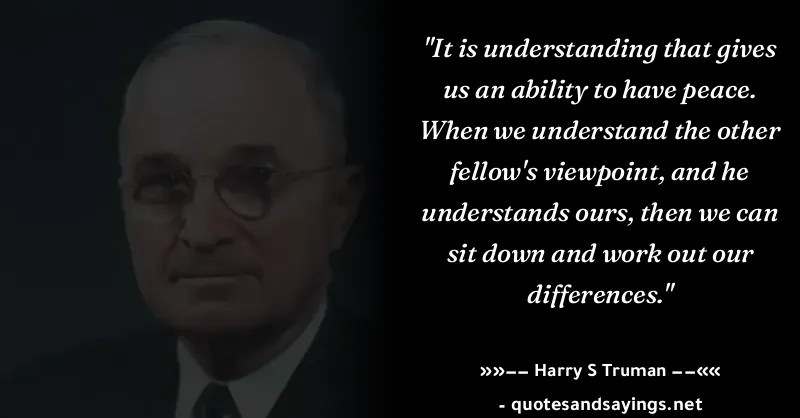 "It is understanding that gives
us an ability to have peace.
When we understand the other
fellow's viewpoint, and he
understands ours, then we can
sit down and work out our
differences."
»»–– Harry S Truman ––««
- quotesandsayings.net